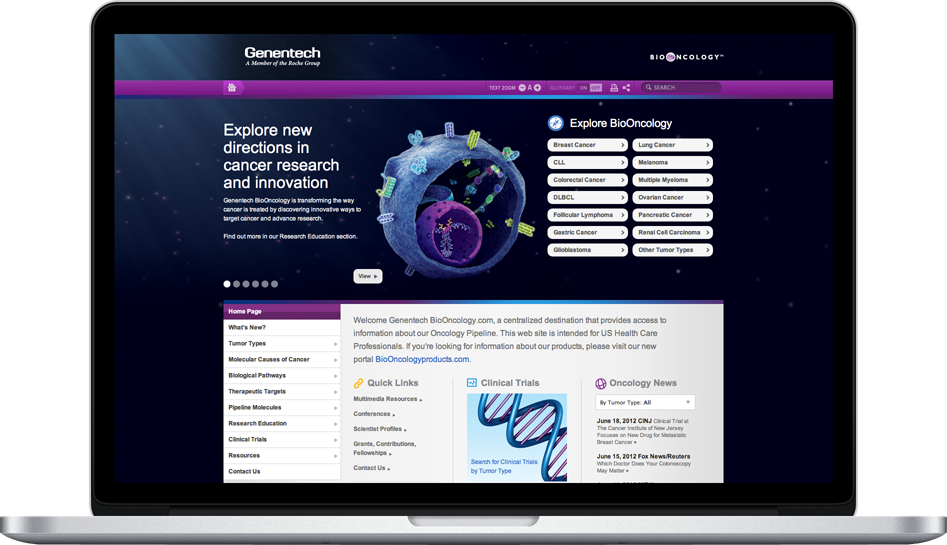 Genentech
A Member of the Roche Group
BIONCOLOGY™
TEXT ZOOM A GLOSSARY ON OFF SEARCH
Explore new
directions in
cancer research
and innovation
Genentech BioOncology is transforming the way
cancer is treated by discovering innovative ways to
target cancer and advance research.
Find out more in our Research Education section.
View
Explore BioOncology
Breast Cancer
Lung Cancer
CLL
Melanoma
Colorectal Cancer
Multiple Myeloma
DLBCL
Ovarian Cancer
Follicular Lymphoma
Pancreatic Cancer
Gastric Cancer
Renal Cell Carcinoma
Glioblastoma
Other Tumor Types
Home Page
What's New?
Tumor Types
Molecular Causes of Cancer
Biological Pathways
Therapeutic Targets
Pipeline Molecules
Research Education
Clinical Trials
Resources
Contact Us
Welcome Genentech BioOncology.com, a centralized destination that provides access to
information about our Oncology Pipeline. This web site is intended for US Health Care
Professionals. If you're looking for information about our products, please visit our new
portal BioOncologyproducts.com.
Quick Links
Multimedia Resources
Conferences
Scientist Profiles
Grants, Contributions,
Fellowships
Contact Us
Clinical Trials
Search for Clinical Trials
by Tumor Type
Oncology News
By Tumor Type: All
June 18, 2012 CINJ Clinical Trial at
The Cancer Institute of New Jersey
Focuses on New Drug for Metastatic
Breast Cancer
June 15, 2012 Fox News/Reuters
Which Doctor Does Your Colonoscopy
May Matter